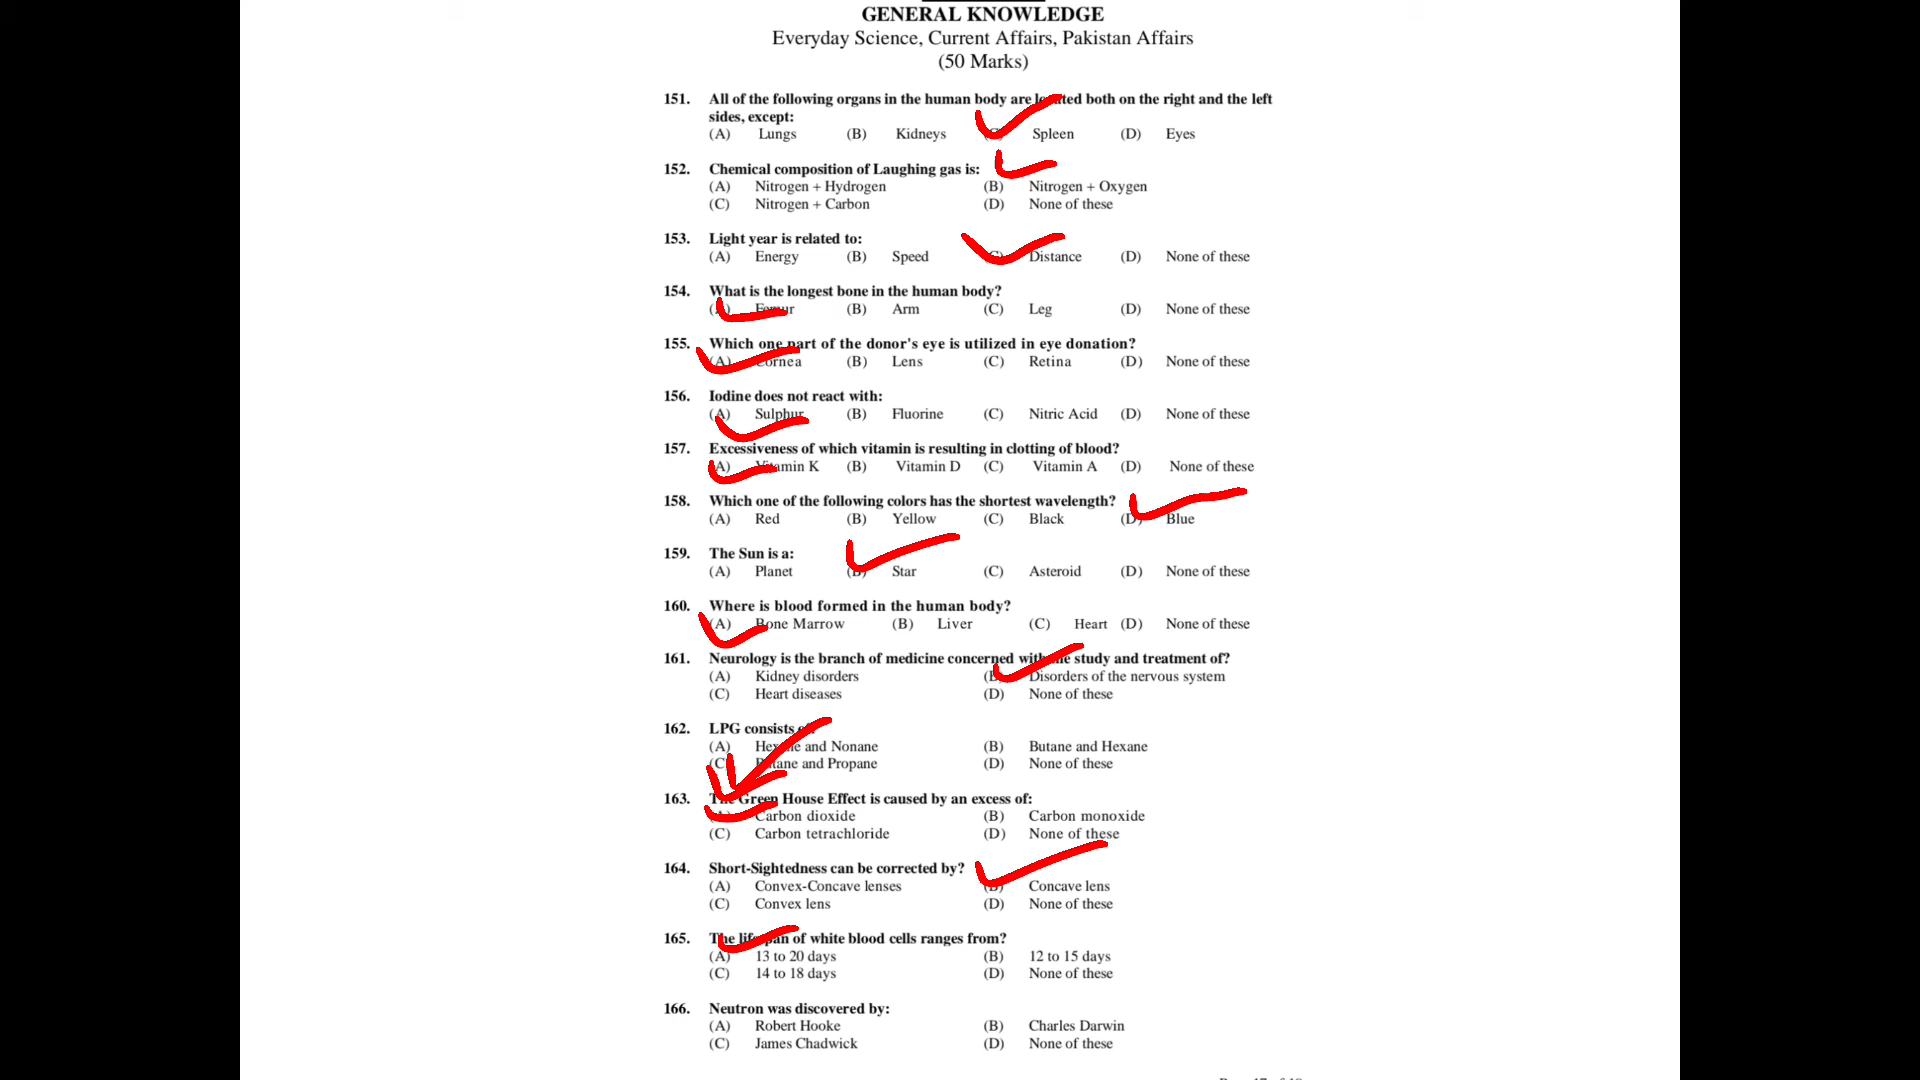 GENERAL KNOWLEDGE
Everyday Science, Current Affairs, Pakistan Affairs
(50 Marks)
151. All of the following organs in the human body are located both on the right and the left
sides, except:
(A) Lungs (B) Kidneys (C) Spleen (D) Eyes
152. Chemical composition of Laughing gas is:
(A) Nitrogen + Hydrogen (B) Nitrogen + Oxygen
(C) Nitrogen + Carbon (D) None of these
153. Light year is related to:
(A) Energy (B) Speed (C) Distance (D) None of these
154. What is the longest bone in the human body?
(A) Femur (B) Arm (C) Leg (D) None of these
155. Which one part of the donor's eye is utilized in eye donation?
(A) Cornea (B) Lens (C) Retina (D) None of these
156. Iodine does not react with:
(A) Sulphur (B) Fluorine (C) Nitric Acid (D) None of these
157. Excessiveness of which vitamin is resulting in clotting of blood?
(A) Vitamin K (B) Vitamin D (C) Vitamin A (D) None of these
158. Which one of the following colors has the shortest wavelength?
(A) Red (B) Yellow (C) Black (D) Blue
159. The Sun is a:
(A) Planet (B) Star (C) Asteroid (D) None of these
160. Where is blood formed in the human body?
(A) Bone Marrow (B) Liver (C) Heart (D) None of these
161. Neurology is the branch of medicine concerned with the study and treatment of?
(A) Kidney disorders (B) Disorders of the nervous system
(C) Heart diseases (D) None of these
162. LPG consists of:
(A) Hexane and Nonane (B) Butane and Hexane
(C) Butane and Propane (D) None of these
163. The Green House Effect is caused by an excess of:
(A) Carbon dioxide (B) Carbon monoxide
(C) Carbon tetrachloride (D) None of these
164. Short-Sightedness can be corrected by?
(A) Convex-Concave lenses (B) Concave lens
(C) Convex lens (D) None of these
165. The life span of white blood cells ranges from?
(A) 13 to 20 days (B) 12 to 15 days
(C) 14 to 18 days (D) None of these
166. Neutron was discovered by:
(A) Robert Hooke (B) Charles Darwin
(C) James Chadwick (D) None of these